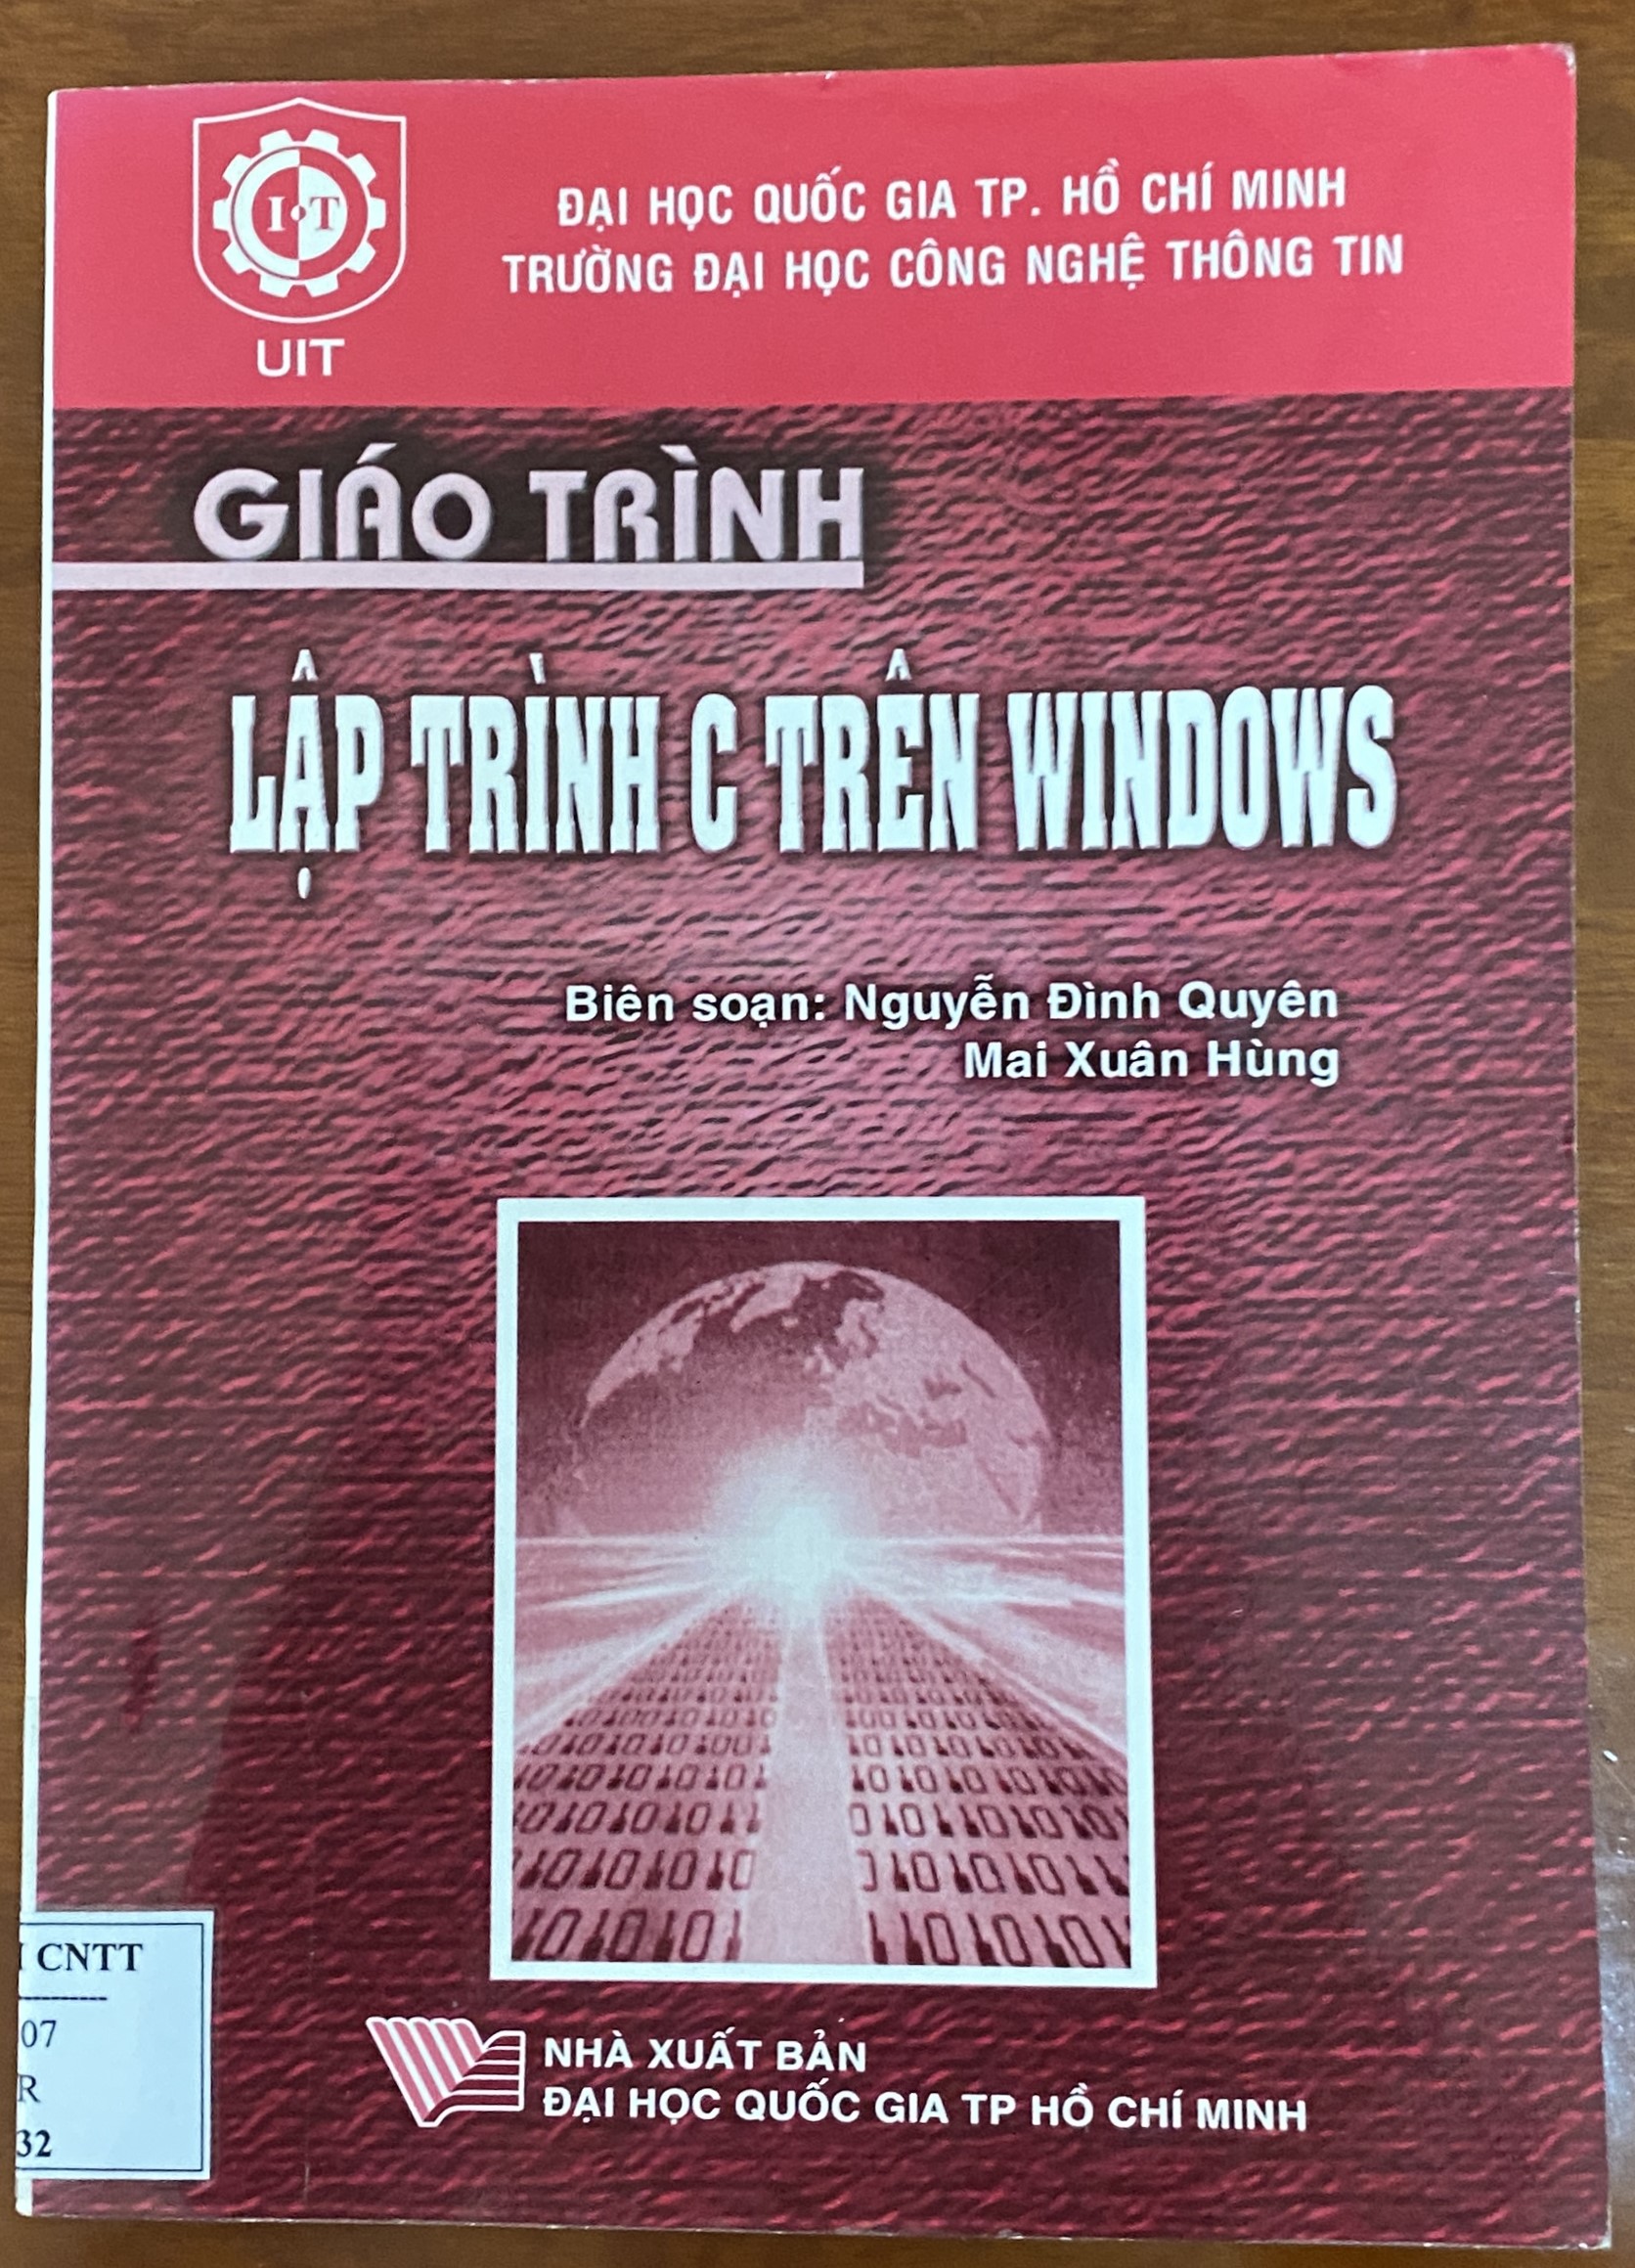 I T
UIT
ĐẠI HỌC QUỐC GIA TP. HỒ CHÍ MINH
TRƯỜNG ĐẠI HỌC CÔNG NGHỆ THÔNG TIN
GIÁO TRÌNH
LẬP TRÌNH C TRÊN WINDOWS
Biên soạn: Nguyễn Đình Quyên
Mai Xuân Hùng
CNTT
07
R
32
NHÀ XUẤT BẢN
ĐẠI HỌC QUỐC GIA TP HỒ CHÍ MINH